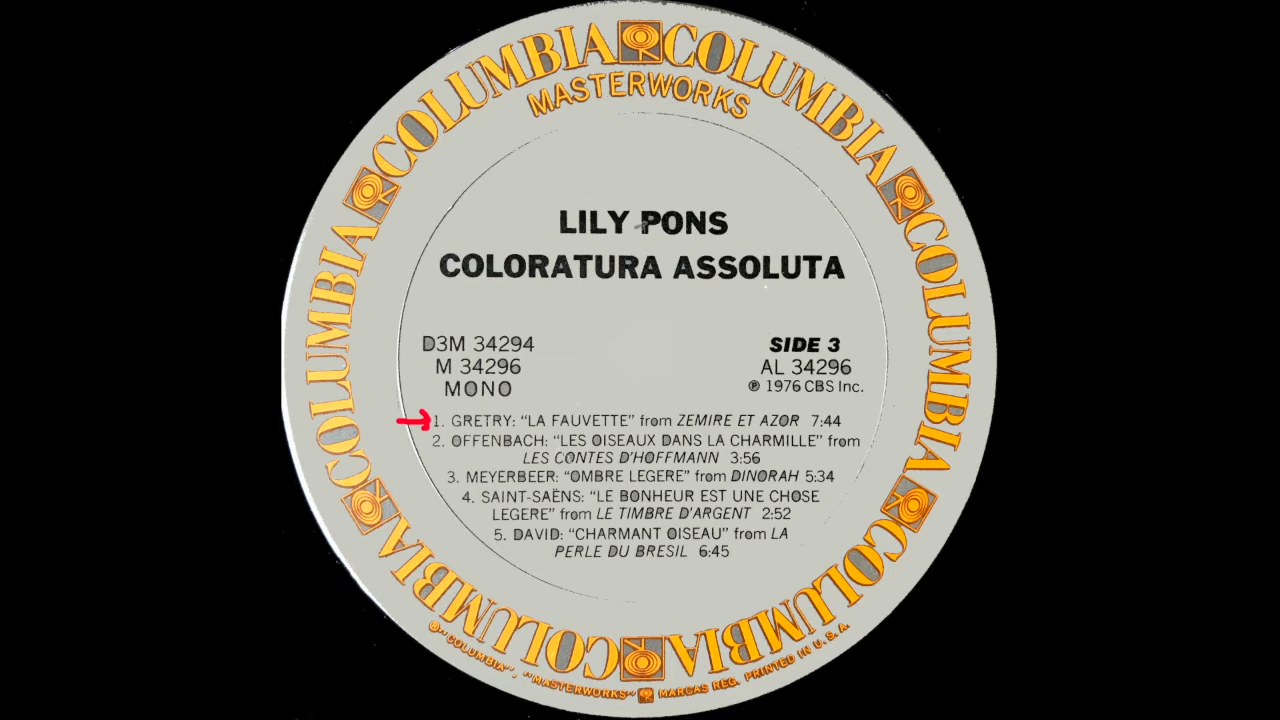 COLUMBIA COLUMBIA COLUMBIA COLUMBIA COLUMBIA COLUMBIA COLUMBIA COLUMBIA
MASTERWORKS
LILY PONS
COLORATURA ASSOLUTA
D3M 34294
M 34296
MONO
SIDE 3
AL 34296
℗ 1976 CBS Inc.
1. GRETRY: “LA FAUVETTE” from ZEMIRE ET AZOR 7:44
2. OFFENBACH: “LES OISEAUX DANS LA CHARMILLE” from
LES CONTES D'HOFFMANN 3:56
3. MEYERBEER: “OMBRE LEGERE” from DINORAH 5:34
4. SAINT-SAËNS: “LE BONHEUR EST UNE CHOSE
LEGERE” from LE TIMBRE D'ARGENT 2:52
5. DAVID: “CHARMANT OISEAU” from LA
PERLE DU BRESIL 6:45
®“COLUMBIA”, “MASTERWORKS” MARCAS REG. PRINTED IN U.S.A.